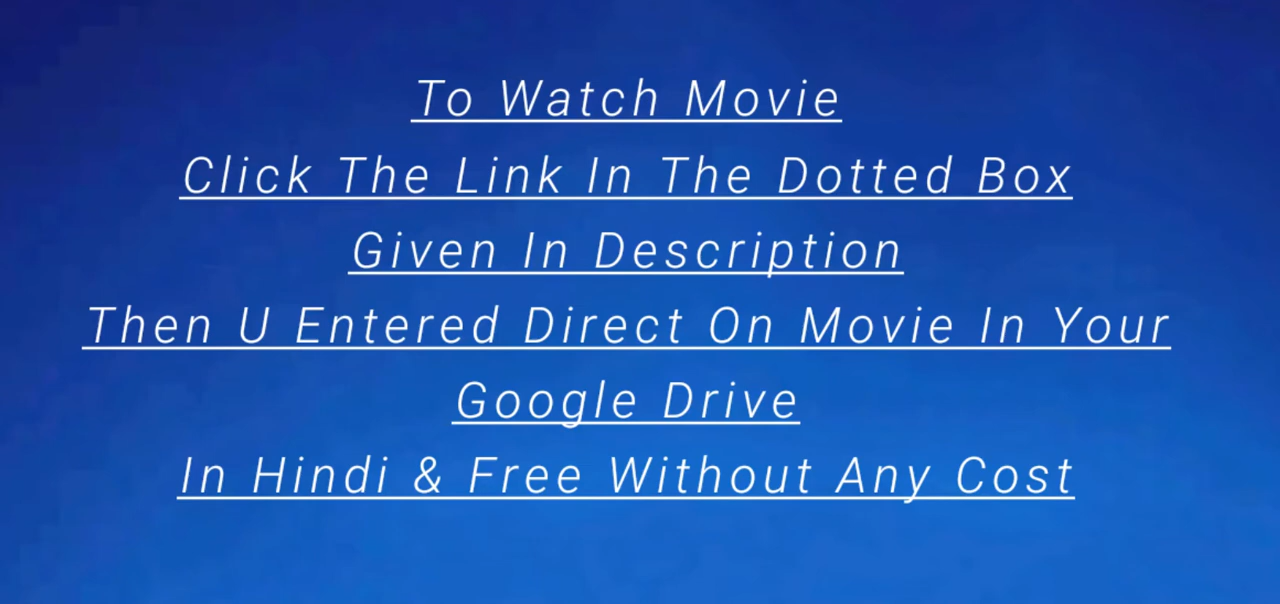 To Watch Movie
Click The Link In The Dotted Box
Given In Description
Then U Entered Direct On Movie In Your
Google Drive
In Hindi & Free Without Any Cost